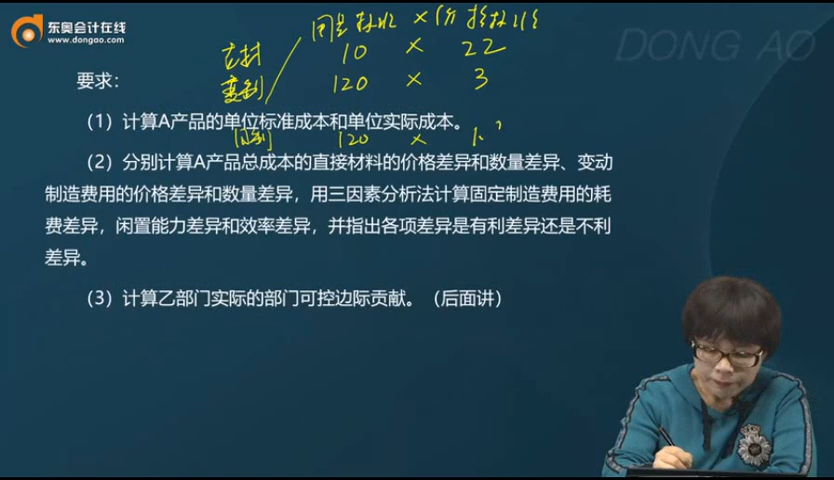 东奥会计在线
www.dongao.com
DONG AO
用量标准 × 价格标准
直材 10 × 22
变制 120 × 3
要求：
（1）计算A产品的单位标准成本和单位实际成本。
固制 120 × 1.
（2）分别计算A产品总成本的直接材料的价格差异和数量差异、变动
制造费用的价格差异和数量差异，用三因素分析法计算固定制造费用的耗
费差异，闲置能力差异和效率差异，并指出各项差异是有利差异还是不利
差异。
（3）计算乙部门实际的部门可控边际贡献。（后面讲）